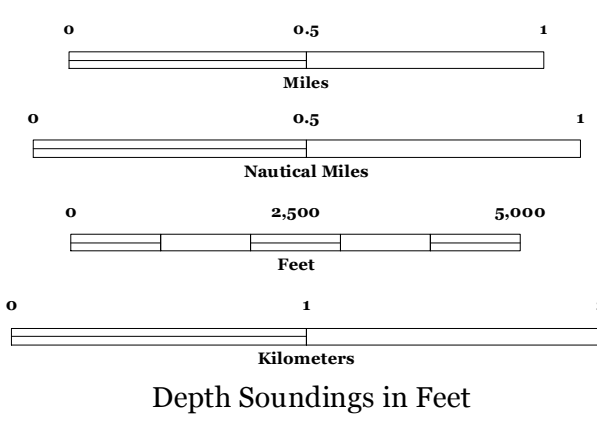 0 0.5 1
Miles
0 0.5 1
Nautical Miles
0 2,500 5,000
Feet
0 1
Kilometers
Depth Soundings in Feet